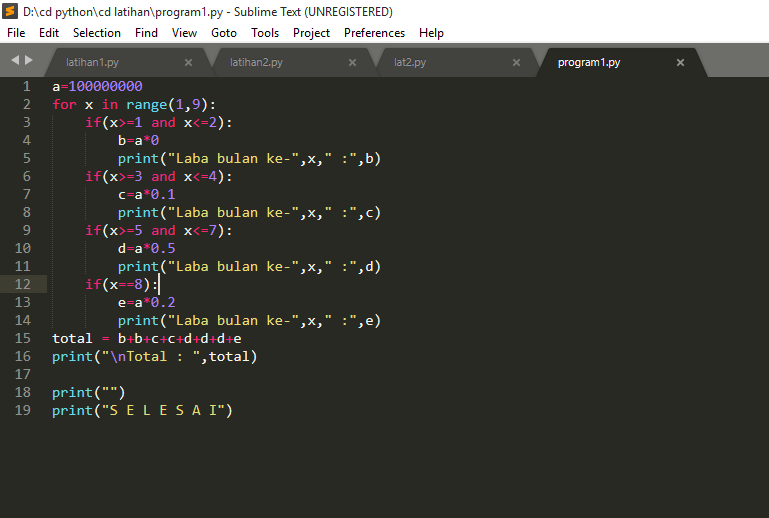 D:\cd python\cd latihan\program1.py - Sublime Text (UNREGISTERED)
File Edit Selection Find View Goto Tools Project Preferences Help
latihan1.py × latihan2.py × lat2.py × program1.py ×
1 a=100000000
2 for x in range(1,9):
3     if(x>=1 and x<=2):
4         b=a*0
5         print("Laba bulan ke-",x," :",b)
6     if(x>=3 and x<=4):
7         c=a*0.1
8         print("Laba bulan ke-",x," :",c)
9     if(x>=5 and x<=7):
10         d=a*0.5
11         print("Laba bulan ke-",x," :",d)
12     if(x==8):
13         e=a*0.2
14         print("Laba bulan ke-",x," :",e)
15 total = b+b+c+c+d+d+d+e
16 print("\nTotal : ",total)
17
18 print("")
19 print("S E L E S A I")